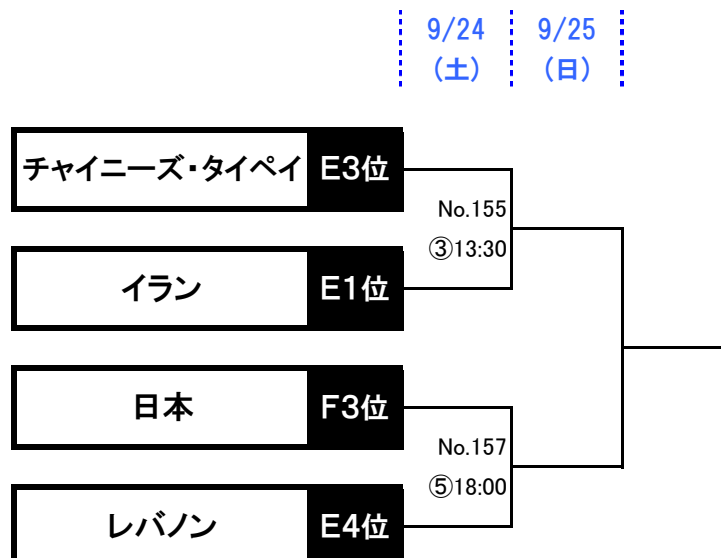 9/24 9/25
(土) (日)
チャイニーズ・タイペイ E3位
No.155
③13:30
イラン E1位
日本 F3位
No.157
⑤18:00
レバノン E4位